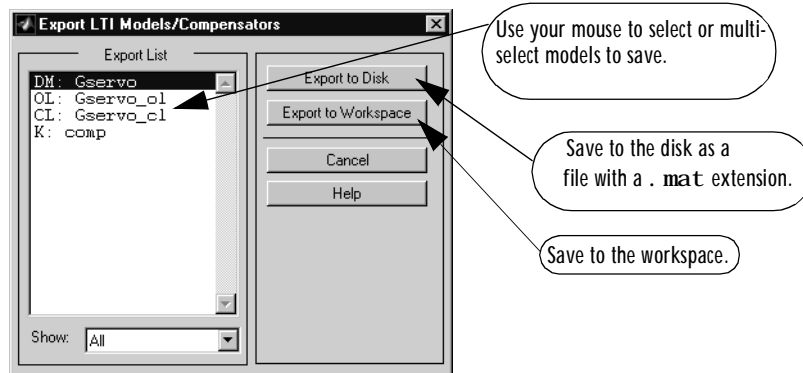 Export LTI Models/Compensators
Export List
DM: Gservo
OL: Gservo_ol
CL: Gservo_cl
K: comp
Show: All
Export to Disk
Export to Workspace
Cancel
Help
Use your mouse to select or multi-
select models to save.
Save to the disk as a
file with a .mat extension.
Save to the workspace.